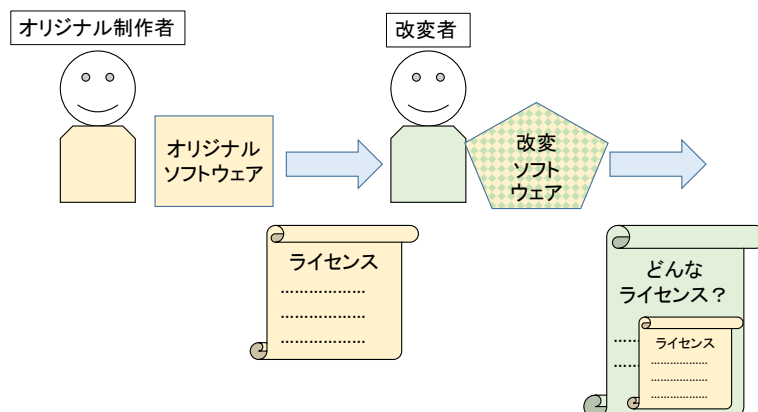 オリジナル制作者
改変者
オリジナル
ソフトウェア
改変
ソフト
ウェア
ライセンス
………………
………………
………………
どんな
ライセンス？
……
……
ライセンス
………………
………………
………………